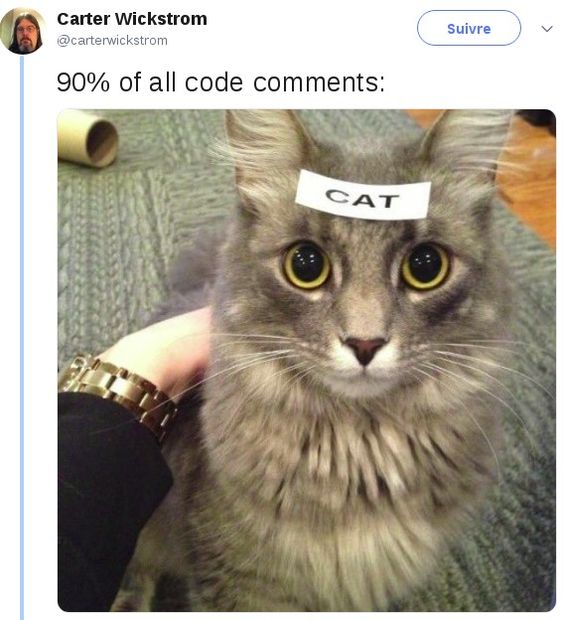 Carter Wickstrom
Suivre
@carterwickstrom
90% of all code comments:
CAT